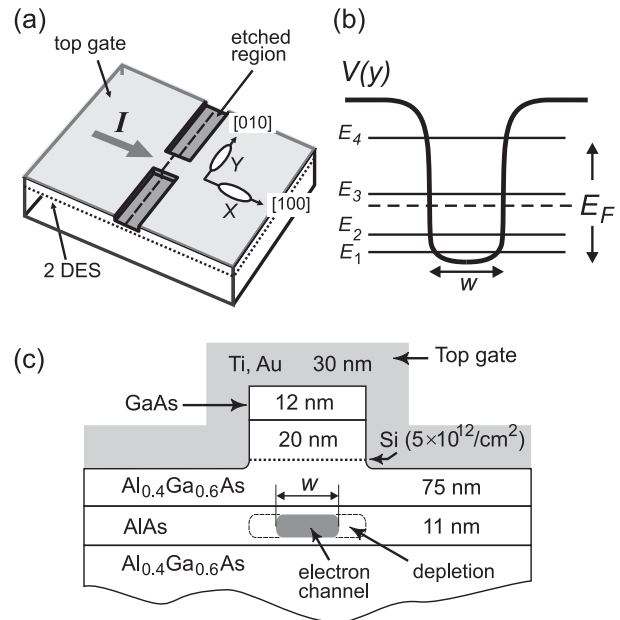 (a)
top gate
etched
region
I
[010]
Y
X
[100]
2 DES
(b)
V(y)
E₄
E₃
E₂
E₁
E_F
w
(c)
Ti, Au 30 nm
Top gate
GaAs
12 nm
20 nm
Si (5×10¹²/cm²)
w
Al₀.₄Ga₀.₆As 75 nm
AlAs 11 nm
Al₀.₄Ga₀.₆As
electron
channel
depletion